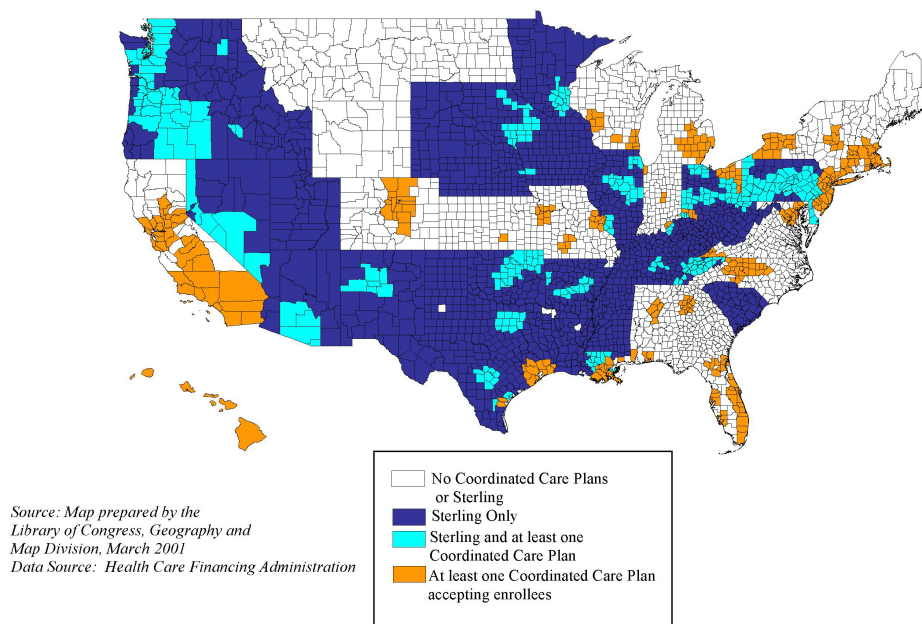 No Coordinated Care Plans
or Sterling
Sterling Only
Sterling and at least one
Coordinated Care Plan
At least one Coordinated Care Plan
accepting enrollees
Source: Map prepared by the
Library of Congress, Geography and
Map Division, March 2001
Data Source: Health Care Financing Administration